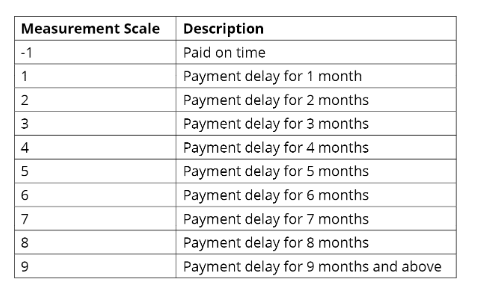 Measurement Scale Description
-1 Paid on time
1 Payment delay for 1 month
2 Payment delay for 2 months
3 Payment delay for 3 months
4 Payment delay for 4 months
5 Payment delay for 5 months
6 Payment delay for 6 months
7 Payment delay for 7 months
8 Payment delay for 8 months
9 Payment delay for 9 months and above